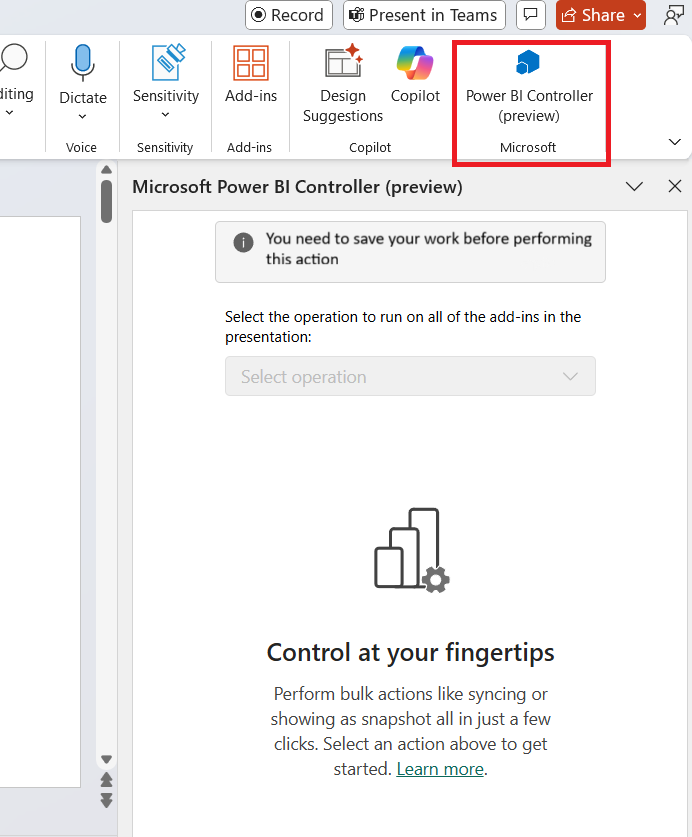 Record
Present in Teams
Share
diting
Dictate
Sensitivity
Add-ins
Design
Suggestions
Copilot
Power BI Controller
(preview)
Voice
Sensitivity
Add-ins
Copilot
Microsoft
Microsoft Power BI Controller (preview)
You need to save your work before performing
this action
Select the operation to run on all of the add-ins in the
presentation:
Select operation
Control at your fingertips
Perform bulk actions like syncing or
showing as snapshot all in just a few
clicks. Select an action above to get
started. Learn more.